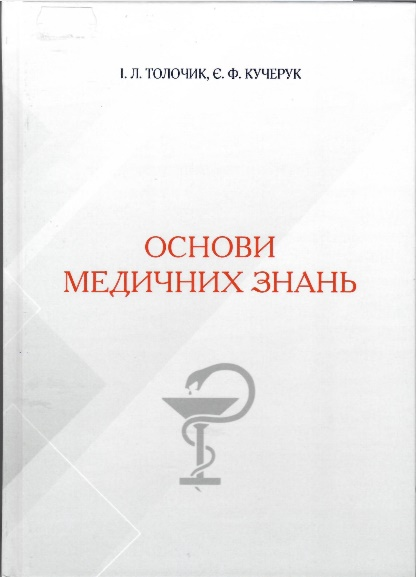 І. Л. ТОЛОЧИК, Є. Ф. КУЧЕРУК
ОСНОВИ
МЕДИЧНИХ ЗНАНЬ